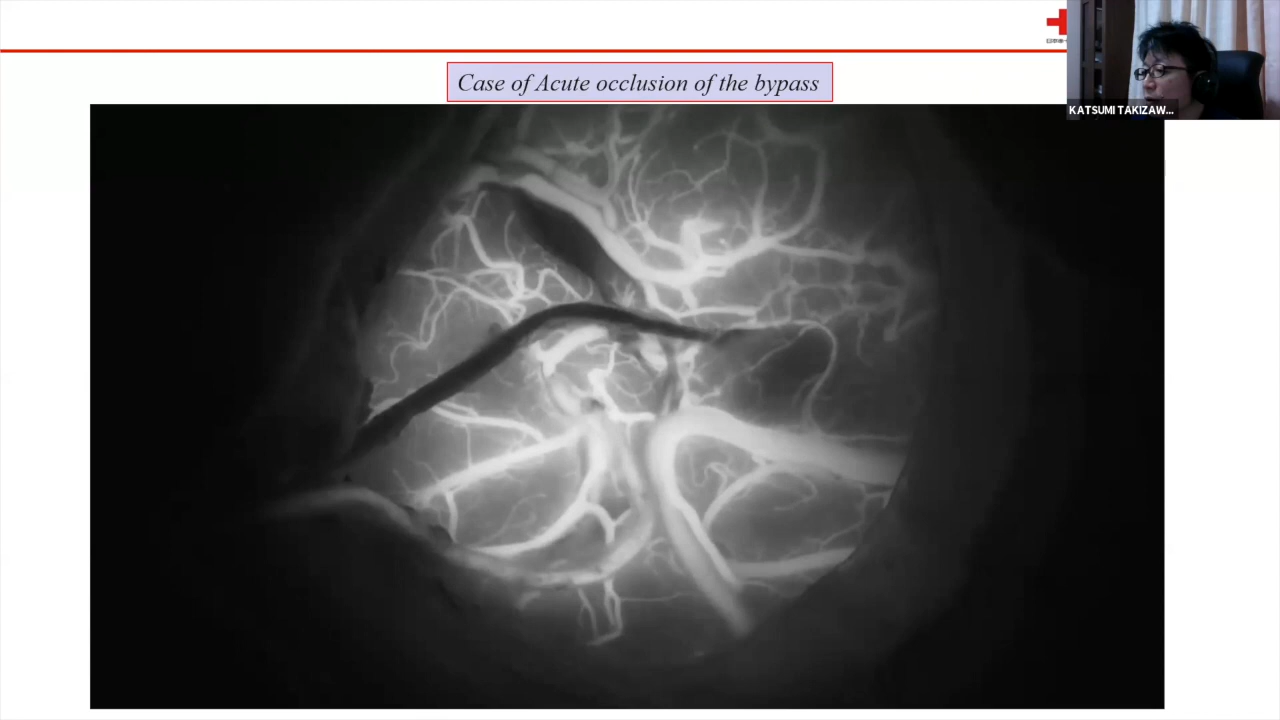 Case of Acute occlusion of the bypass
KATSUMI TAKIZAW...